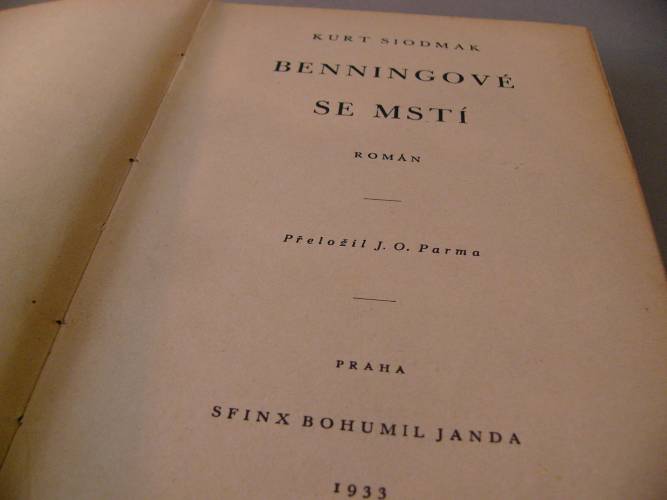 KURT SIODMAK
BENNINGOVÉ
SE MSTÍ
ROMÁN
Přeložil J. O. Parma
PRAHA
SFINX BOHUMIL JANDA
1933